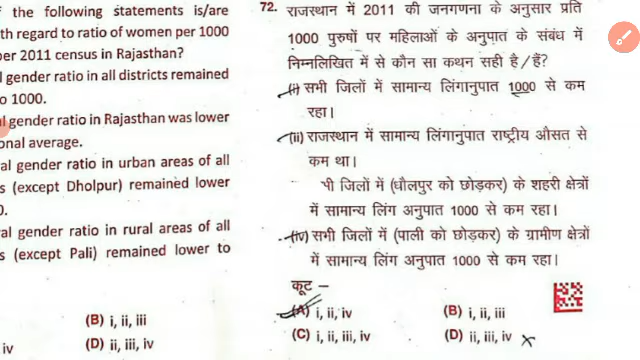 f the following statements is/are
th regard to ratio of women per 1000
per 2011 census in Rajasthan?
l gender ratio in all districts remained
o 1000.
al gender ratio in Rajasthan was lower
onal average.
al gender ratio in urban areas of all
s (except Dholpur) remained lower
0.
al gender ratio in rural areas of all
s (except Pali) remained lower to
(B) i, ii, iii
iv
(D) ii, iii, iv
72. राजस्थान में 2011 की जनगणना के अनुसार प्रति
1000 पुरुषों पर महिलाओं के अनुपात के संबंध में
निम्नलिखित में से कौन सा कथन सही है/हैं?
(i) सभी जिलों में सामान्य लिंगानुपात 1000 से कम
रहा।
(ii) राजस्थान में सामान्य लिंगानुपात राष्ट्रीय औसत से
कम था।
भी जिलों में (धौलपुर को छोड़कर) के शहरी क्षेत्रों
में सामान्य लिंग अनुपात 1000 से कम रहा।
(iv) सभी जिलों में (पाली को छोड़कर) के ग्रामीण क्षेत्रों
में सामान्य लिंग अनुपात 1000 से कम रहा।
कूट –
(A) i, ii, iv
(B) i, ii, iii
(C) i, ii, iii, iv
(D) ii, iii, iv